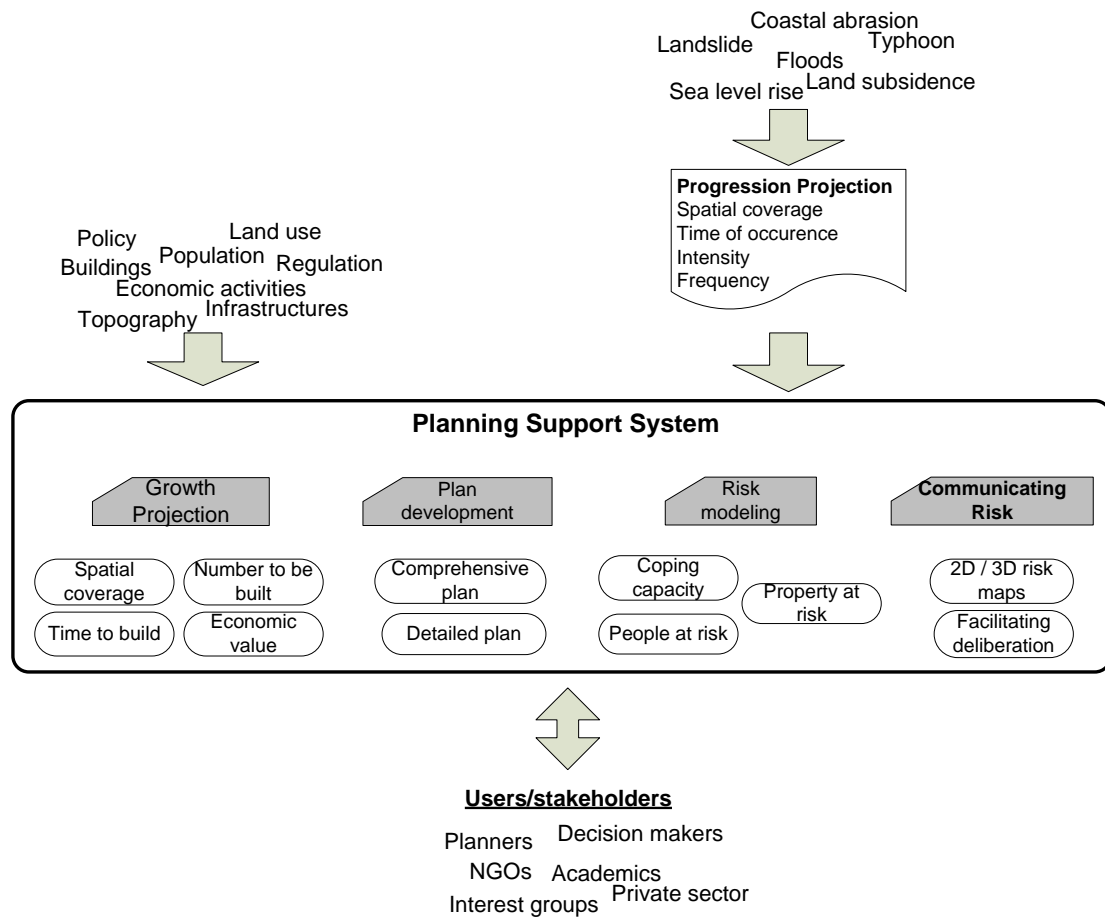 Coastal abrasion
Landslide
Typhoon
Floods
Sea level rise
Land subsidence
Progression Projection
Spatial coverage
Time of occurence
Intensity
Frequency
Policy
Land use
Buildings
Population
Regulation
Economic activities
Topography
Infrastructures
Planning Support System
Growth
Projection
Spatial
coverage
Number to be
built
Time to build
Economic
value
Plan
development
Comprehensive
plan
Detailed plan
Risk
modeling
Coping
capacity
Property at
risk
People at risk
Communicating
Risk
2D / 3D risk
maps
Facilitating
deliberation
Users/stakeholders
Planners
Decision makers
NGOs
Academics
Interest groups
Private sector